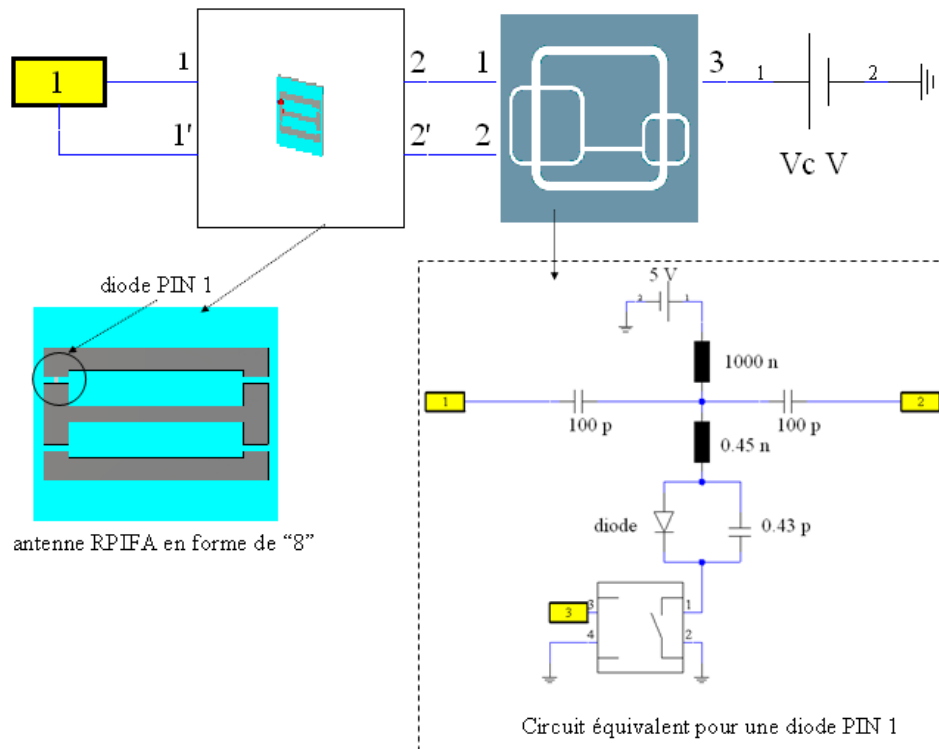 1
1
1'
2
2'
1
2
3
1
2
Vc V
diode PIN 1
antenne RPIFA en forme de “8”
5 V
2
1
1000 n
1
100 p
100 p
2
0.45 n
diode
0.43 p
3
3
4
1
2
Circuit équivalent pour une diode PIN 1